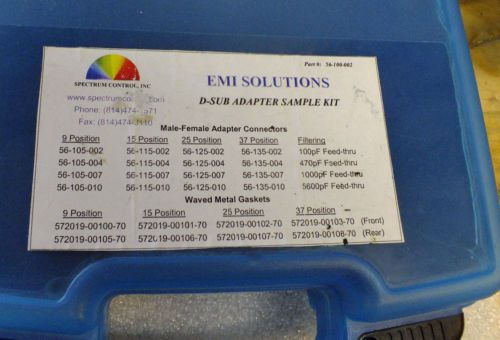 Part #: 56-100-002
SPECTRUM CONTROL, INC
EMI SOLUTIONS
D-SUB ADAPTER SAMPLE KIT
Phone: (814)474-
Fax: (814)474-
Male-Female Adapter Connectors
9 Position 15 Position 25 Position 37 Position Filtering
56-105-002 56-115-002 56-125-002 56-135-002 100pF Feed-thru
56-105-004 56-115-004 56-125-004 56-135-004 470pF Feed-thru
56-105-007 56-115-007 56-125-007 56-135-007 1000pF Feed-thru
56-105-010 56-115-010 56-125-010 56-135-010 5600pF Feed-thru
Waved Metal Gaskets
9 Position 15 Position 25 Position 37 Position
572019-00100-70 572019-00101-70 572019-00102-70 572019-00103-70 (Front)
572019-00105-70 572019-00106-70 572019-00107-70 572019-00108-70 (Rear)